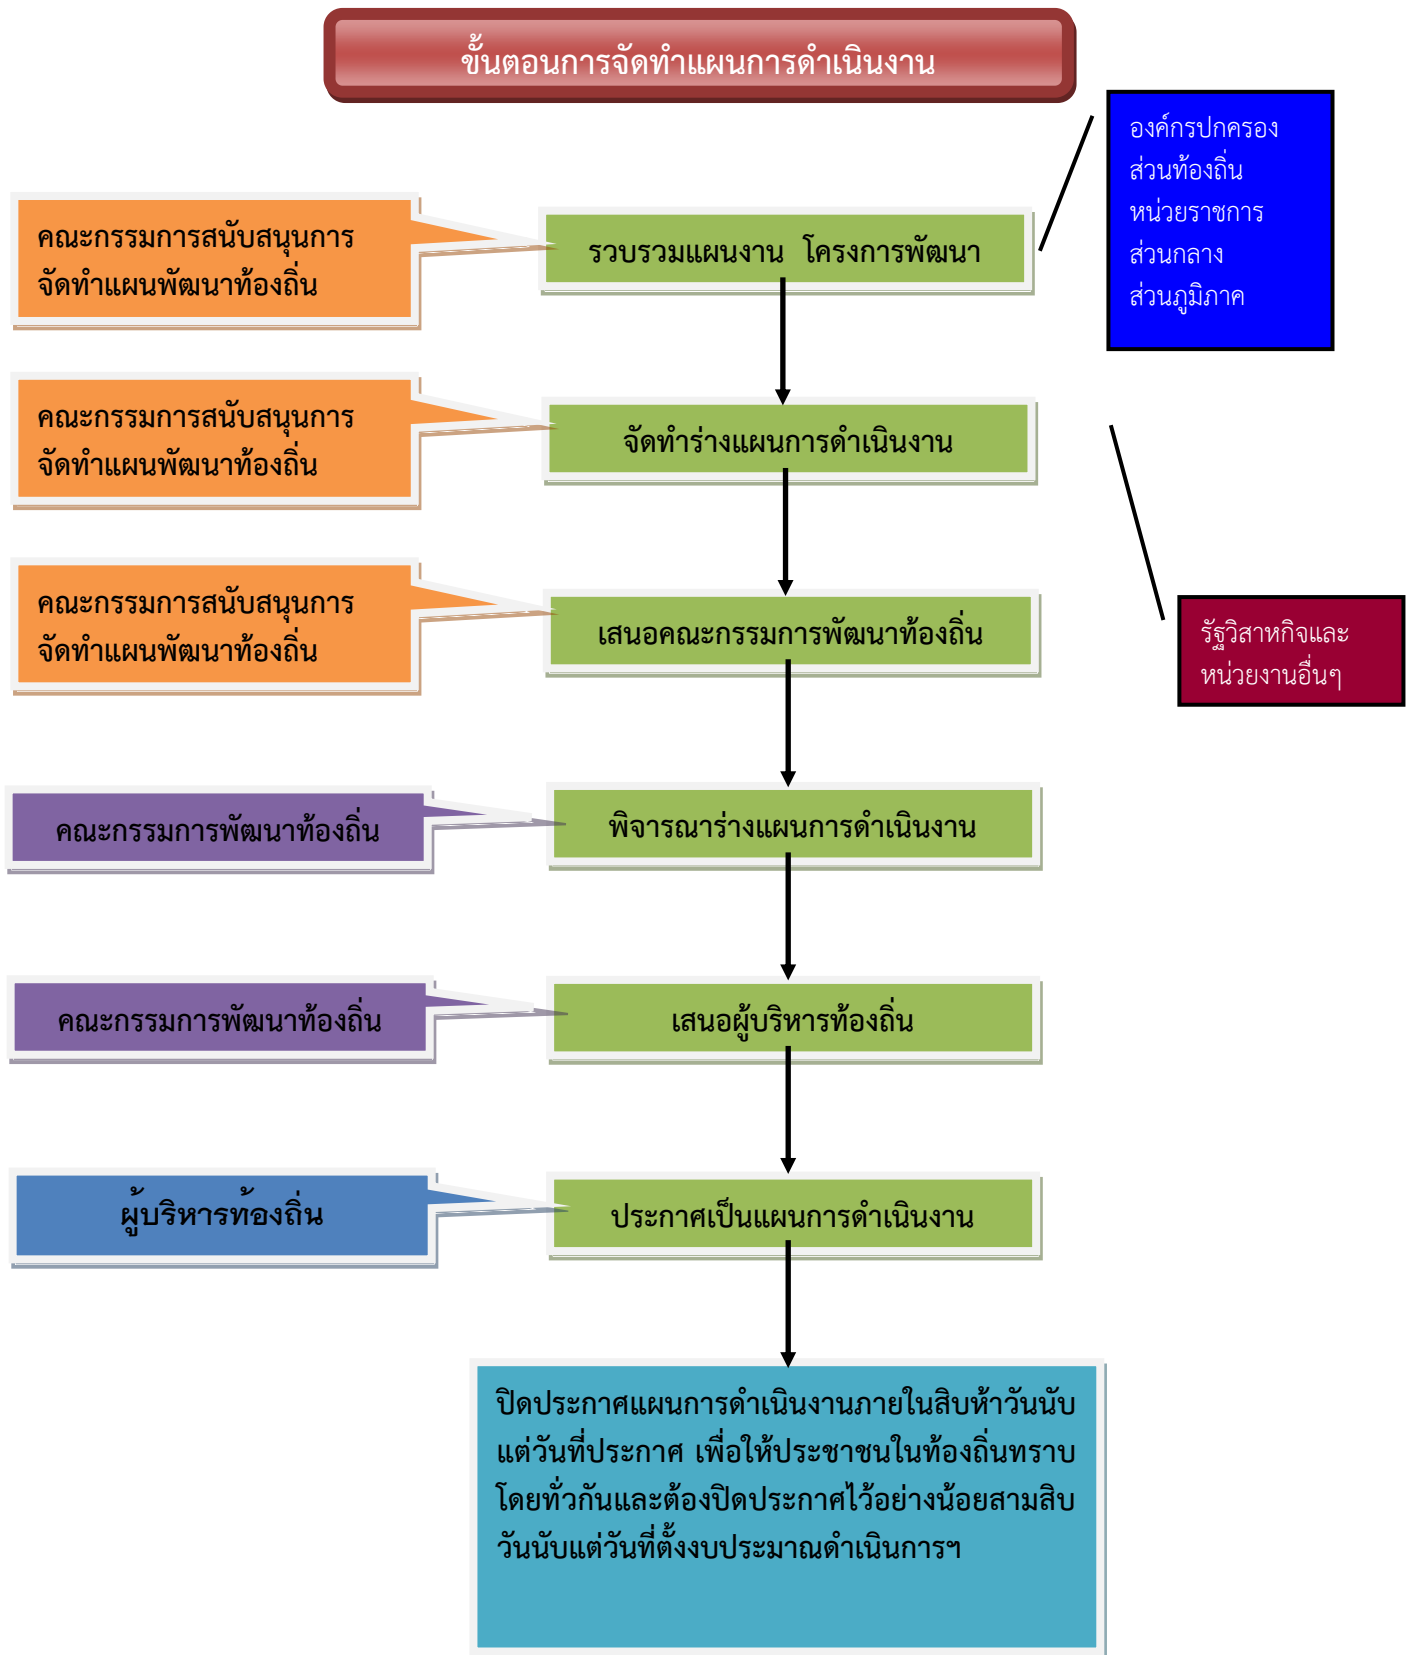 ขั้นตอนการจัดทำแผนการดำเนินงาน
องค์กรปกครอง
ส่วนท้องถิ่น
หน่วยราชการ
ส่วนกลาง
ส่วนภูมิภาค
คณะกรรมการสนับสนุนการ
จัดทำแผนพัฒนาท้องถิ่น
รวบรวมแผนงาน โครงการพัฒนา
คณะกรรมการสนับสนุนการ
จัดทำแผนพัฒนาท้องถิ่น
จัดทำร่างแผนการดำเนินงาน
คณะกรรมการสนับสนุนการ
จัดทำแผนพัฒนาท้องถิ่น
เสนอคณะกรรมการพัฒนาท้องถิ่น
รัฐวิสาหกิจและ
หน่วยงานอื่นๆ
คณะกรรมการพัฒนาท้องถิ่น
พิจารณาร่างแผนการดำเนินงาน
คณะกรรมการพัฒนาท้องถิ่น
เสนอผู้บริหารท้องถิ่น
ผู้บริหารท้องถิ่น
ประกาศเป็นแผนการดำเนินงาน
ปิดประกาศแผนการดำเนินงานภายในสิบห้าวันนับ
แต่วันที่ประกาศ เพื่อให้ประชาชนในท้องถิ่นทราบ
โดยทั่วกันและต้องปิดประกาศไว้อย่างน้อยสามสิบ
วันนับแต่วันที่ตั้งงบประมาณดำเนินการฯ